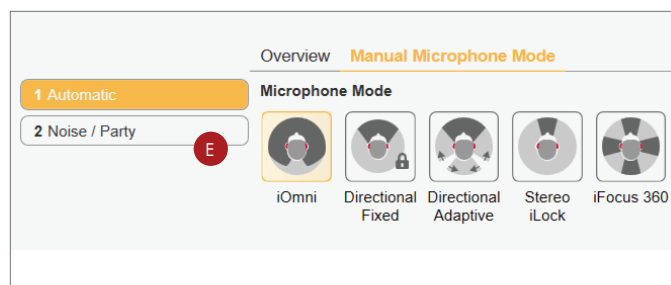 Overview Manual Microphone Mode
1 Automatic
Microphone Mode
2 Noise / Party
E
iOmni
Directional Fixed
Directional Adaptive
Stereo iLock
iFocus 360